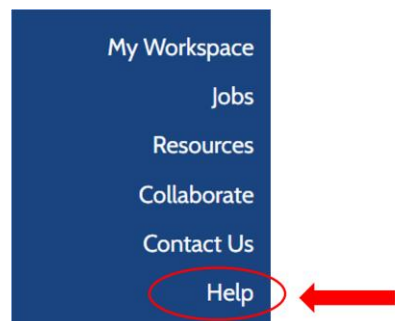 My Workspace
Jobs
Resources
Collaborate
Contact Us
Help